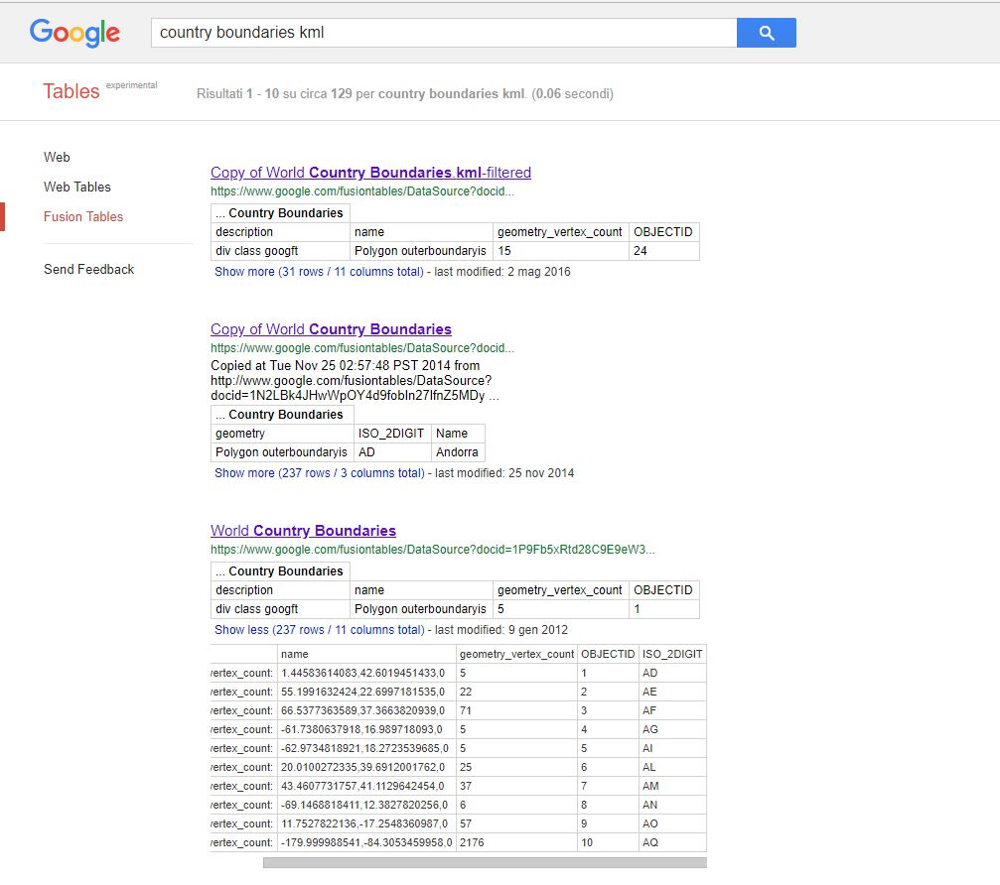 Google country boundaries kml
Tables experimental
Risultati 1 - 10 su circa 129 per country boundaries kml. (0.06 secondi)
Web
Web Tables
Fusion Tables
Send Feedback
Copy of World Country Boundaries.kml-filtered
https://www.google.com/fusiontables/DataSource?docid...
... Country Boundaries
description name geometry_vertex_count OBJECTID
div class googft Polygon outerboundaryis 15 24
Show more (31 rows / 11 columns total) - last modified: 2 mag 2016
Copy of World Country Boundaries
https://www.google.com/fusiontables/DataSource?docid...
Copied at Tue Nov 25 02:57:48 PST 2014 from
http://www.google.com/fusiontables/DataSource?
docid=1N2LBk4JHwWpOY4d9fobIn27lfnZ5MDy ...
... Country Boundaries
geometry ISO_2DIGIT Name
Polygon outerboundaryis AD Andorra
Show more (237 rows / 3 columns total) - last modified: 25 nov 2014
World Country Boundaries
https://www.google.com/fusiontables/DataSource?docid=1P9Fb5xRtd28C9E9eW3...
... Country Boundaries
description name geometry_vertex_count OBJECTID
div class googft Polygon outerboundaryis 5 1
Show less (237 rows / 11 columns total) - last modified: 9 gen 2012
name geometry_vertex_count OBJECTID ISO_2DIGIT
vertex_count: 1.44583614083,42.6019451433,0 5 1 AD
vertex_count: 55.1991632424,22.6997181535,0 22 2 AE
vertex_count: 66.5377363589,37.3663820939,0 71 3 AF
vertex_count: -61.7380637918,16.989718093,0 5 4 AG
vertex_count: -62.9734818921,18.2723539685,0 5 5 AI
vertex_count: 20.0100272335,39.6912001762,0 25 6 AL
vertex_count: 43.4607731757,41.1129642454,0 37 7 AM
vertex_count: -69.1468818411,12.3827820256,0 6 8 AN
vertex_count: 11.7527822136,-17.2548360987,0 57 9 AO
vertex_count: -179.999988541,-84.3053459958,0 2176 10 AQ